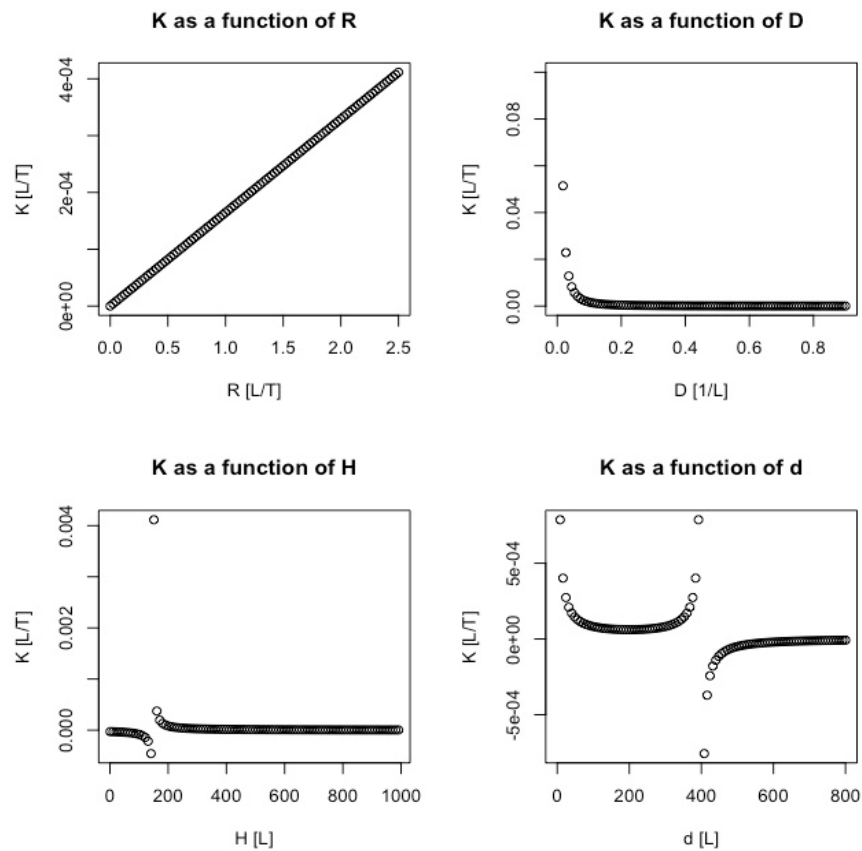 K as a function of R
K [L/T]
0e+00 2e-04 4e-04
0.0 0.5 1.0 1.5 2.0 2.5
R [L/T]
K as a function of D
K [L/T]
0.00 0.04 0.08
0.0 0.2 0.4 0.6 0.8
D [1/L]
K as a function of H
K [L/T]
0.000 0.002 0.004
0 200 400 600 800 1000
H [L]
K as a function of d
K [L/T]
-5e-04 0e+00 5e-04
0 200 400 600 800
d [L]